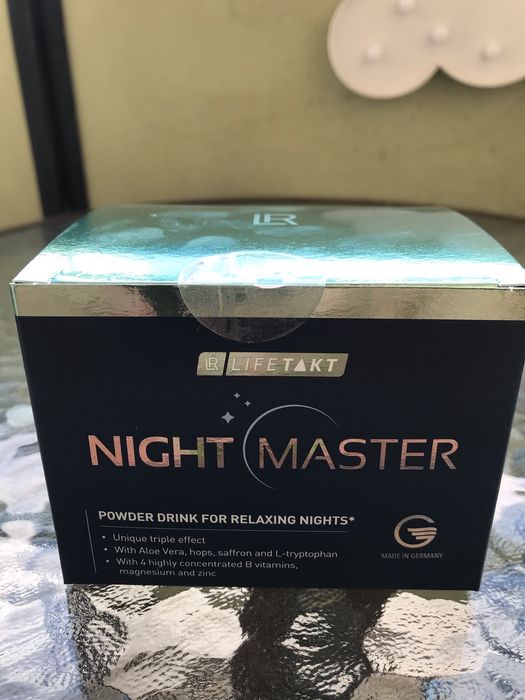 LR
LR LIFETAKT
NIGHT MASTER
POWDER DRINK FOR RELAXING NIGHTS*
• Unique triple effect
• With Aloe Vera, hops, saffron and L-tryptophan
• With 4 highly concentrated B vitamins,
magnesium and zinc
MADE IN GERMANY